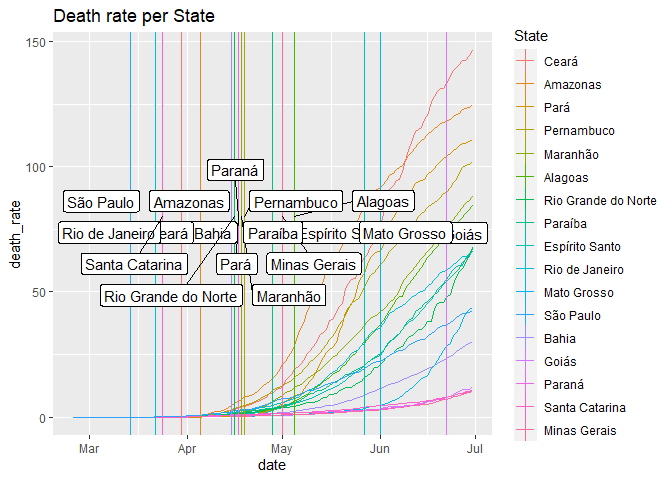 Death rate per State
150
100
50
0
death_rate
Mar
Apr
May
Jun
Jul
date
Paraná
São Paulo
Amazonas
Pernambuco
Alagoas
Rio de Janeiro
eará
Bahia
Paraíba
Espírito S
Mato Grosso
oiás
Santa Catarina
Pará
Minas Gerais
Rio Grande do Norte
Maranhão
State
Ceará
Amazonas
Pará
Pernambuco
Maranhão
Alagoas
Rio Grande do Norte
Paraíba
Espírito Santo
Rio de Janeiro
Mato Grosso
São Paulo
Bahia
Goiás
Paraná
Santa Catarina
Minas Gerais